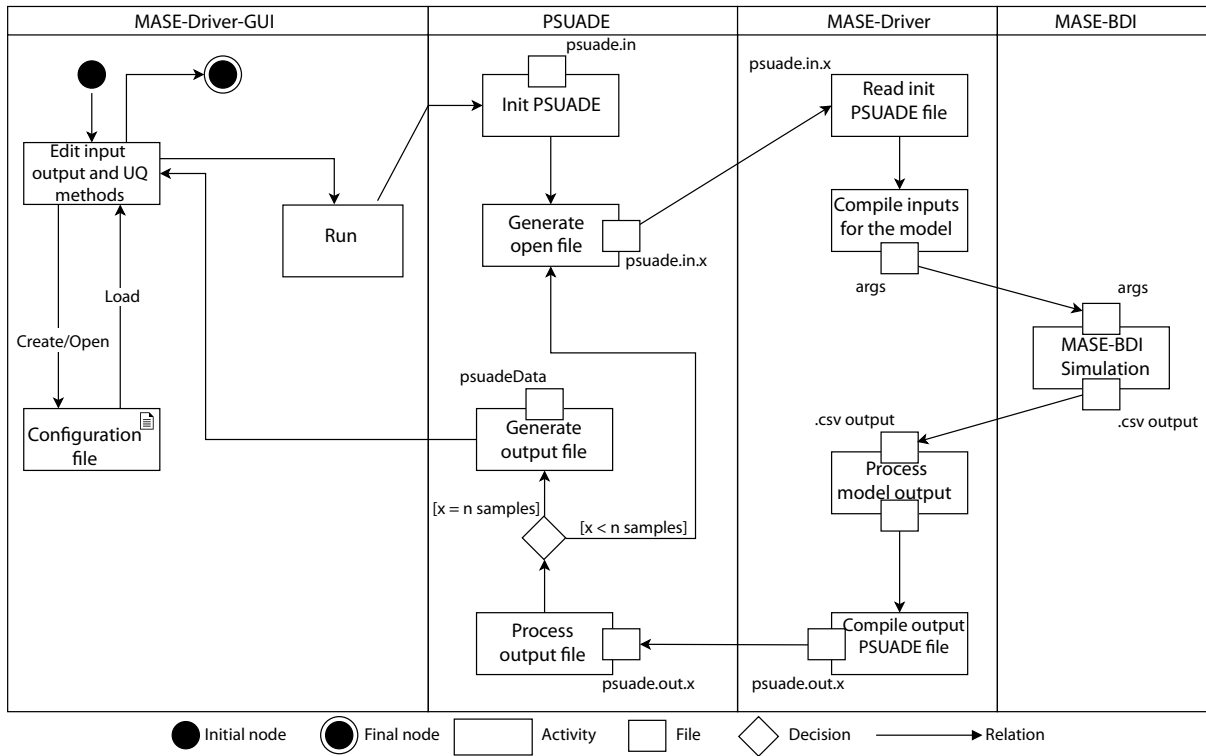 MASE-Driver-GUI
PSUADE
MASE-Driver
MASE-BDI
Edit input
output and UQ
methods
Run
Create/Open
Load
Configuration
file
psuade.in
Init PSUADE
Generate
open file
psuade.in.x
psuadeData
Generate
output file
[x = n samples]
[x < n samples]
Process
output file
psuade.out.x
psuade.in.x
Read init
PSUADE file
Compile inputs
for the model
args
.csv output
Process
model output
Compile output
PSUADE file
psuade.out.x
args
MASE-BDI
Simulation
.csv output
Initial node
Final node
Activity
File
Decision
Relation